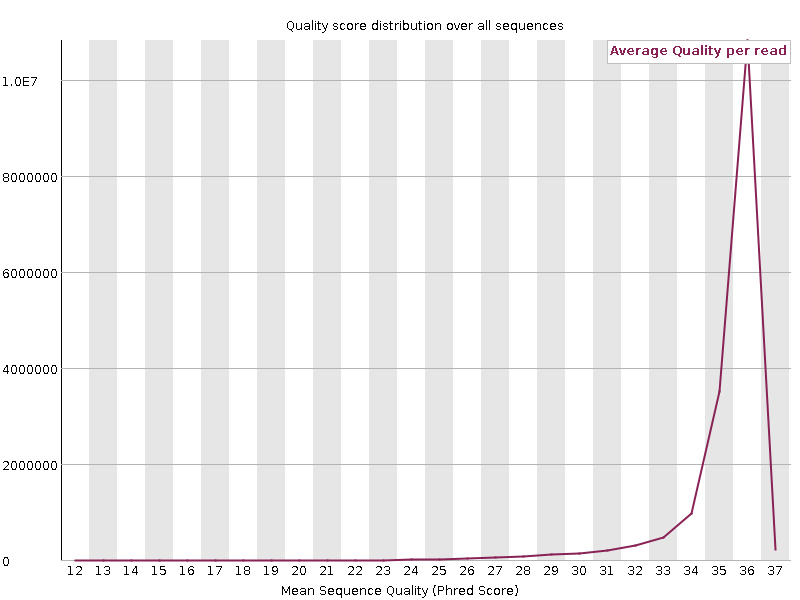 Quality score distribution over all sequences
Average Quality per read
1.0E7
8000000
6000000
4000000
2000000
0
12 13 14 15 16 17 18 19 20 21 22 23 24 25 26 27 28 29 30 31 32 33 34 35 36 37
Mean Sequence Quality (Phred Score)